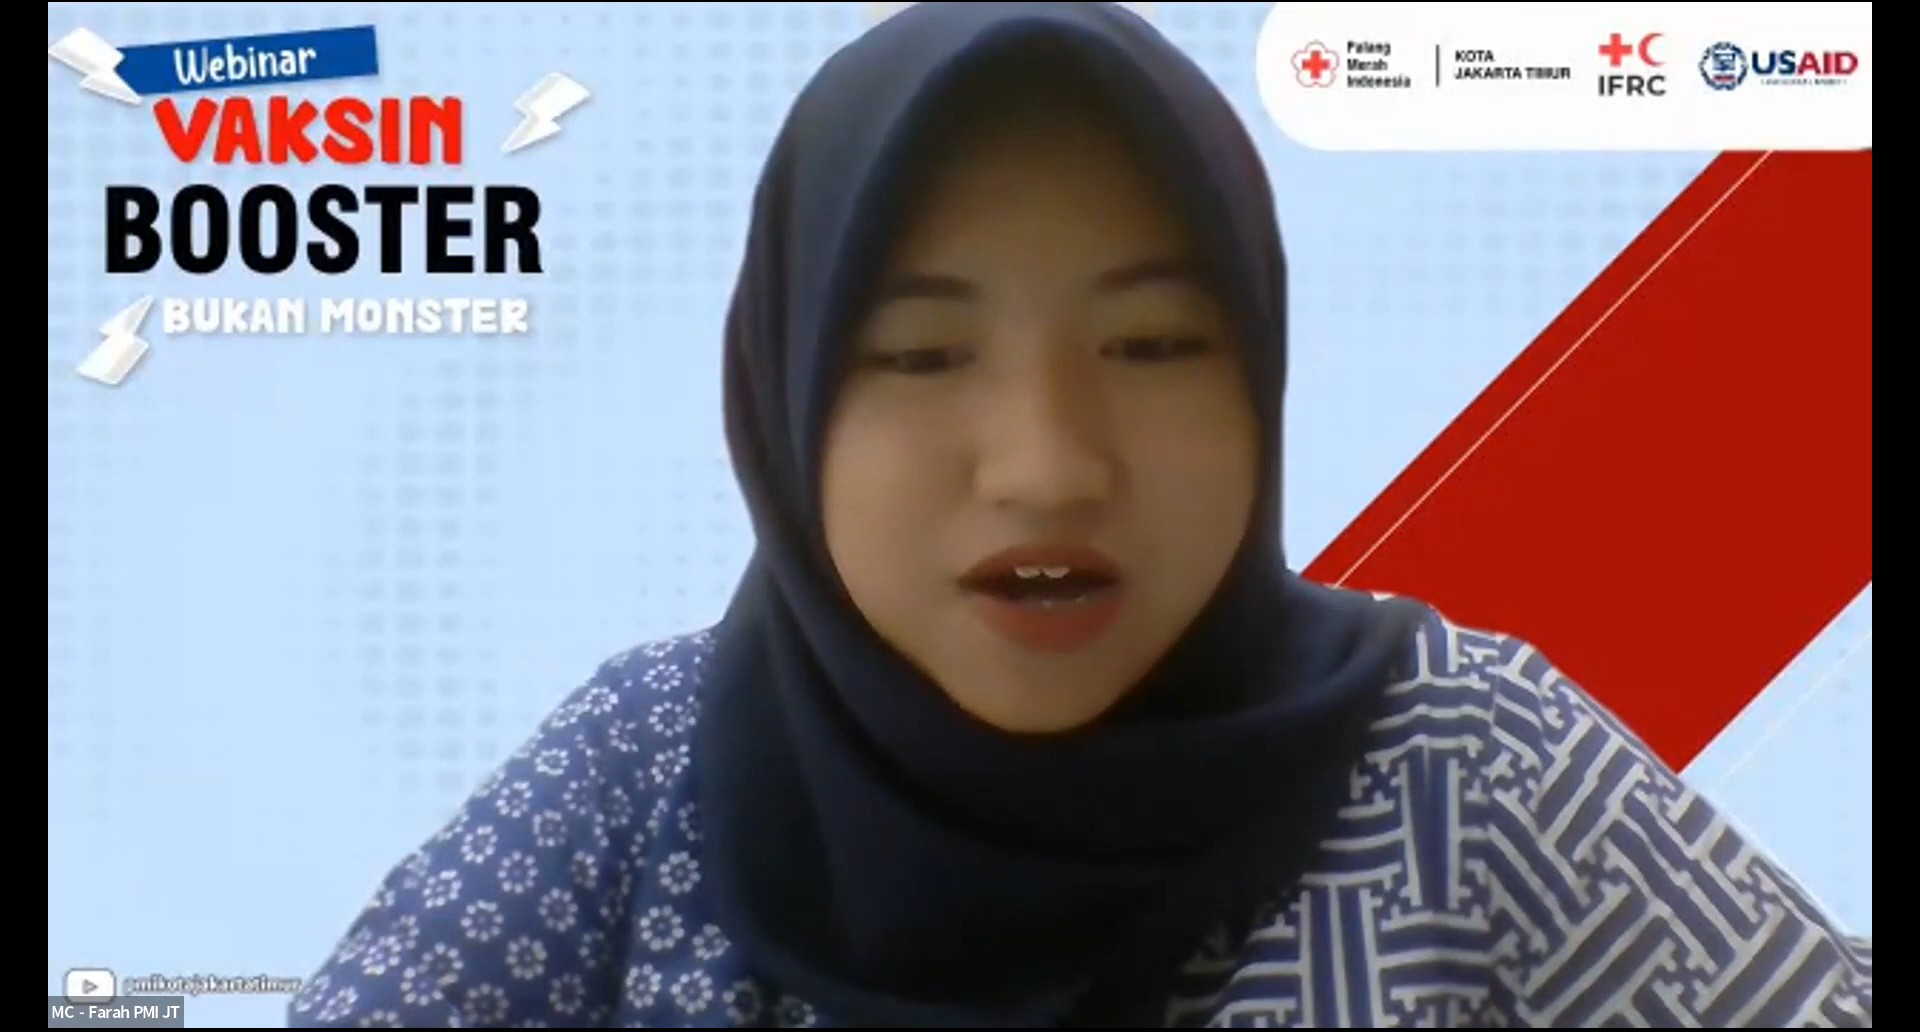 Webinar
VAKSIN
BOOSTER
BUKAN MONSTER
Palang
Merah
Indonesia
KOTA
JAKARTA TIMUR
IFRC
USAID
pmikotajakartatimur
MC - Farah PMI JT